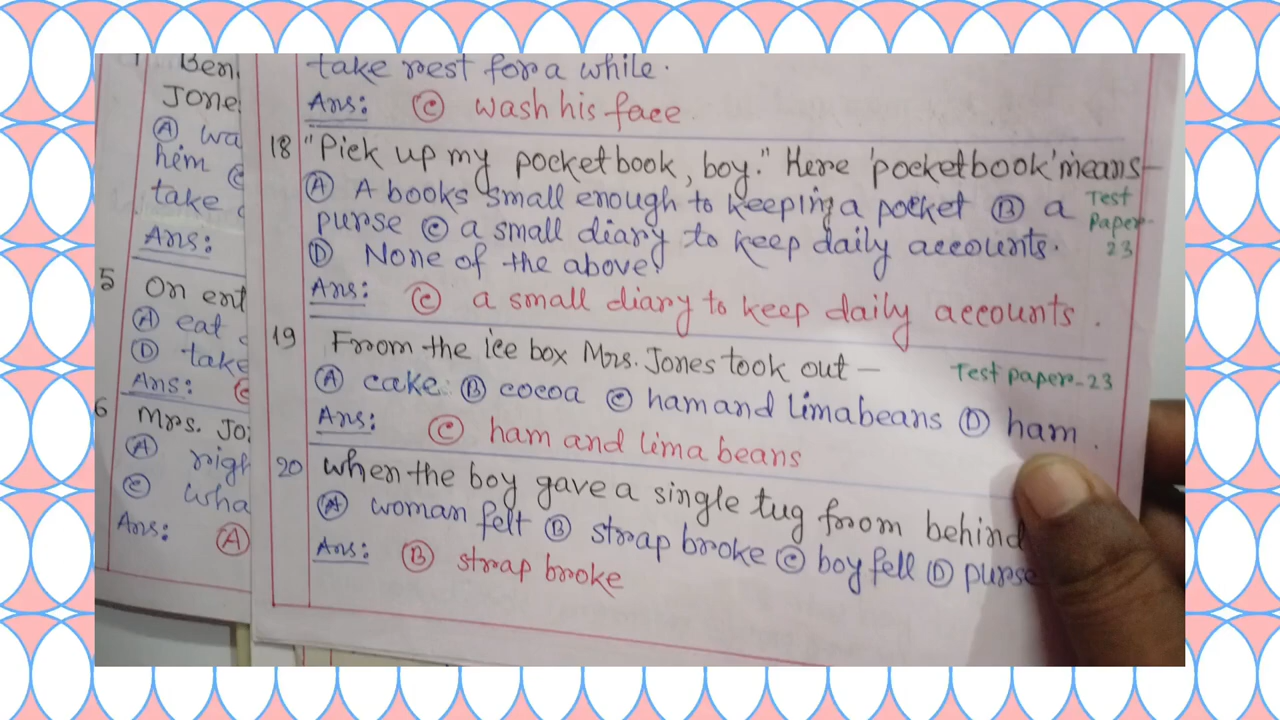 Ben.
Jone
Ⓐ wa
him Ⓒ
take
Ans:
5 On ent
Ⓐ eat
Ⓓ take
Ans:
6 Mrs. Jo
Ⓐ righ
Ⓒ wha
Ans: Ⓐ
take rest for a while.
Ans: Ⓒ wash his face
18 "Pick up my pocketbook, boy." Here 'pocketbook' means—
Ⓐ A books small enough to keeping a pocket Ⓑ a
purse Ⓒ a small diary to keep daily accounts.
Test Paper-23
Ⓓ None of the above.
Ans: Ⓒ a small diary to keep daily accounts.
19 From the ice box Mrs. Jones took out —
Test paper-23
Ⓐ cake. Ⓑ cocoa Ⓒ ham and limabeans Ⓓ ham.
Ans: Ⓒ ham and lima beans
20 when the boy gave a single tug from behind
Ⓐ woman felt Ⓑ strap broke Ⓒ boy fell Ⓓ purse
Ans: Ⓑ strap broke